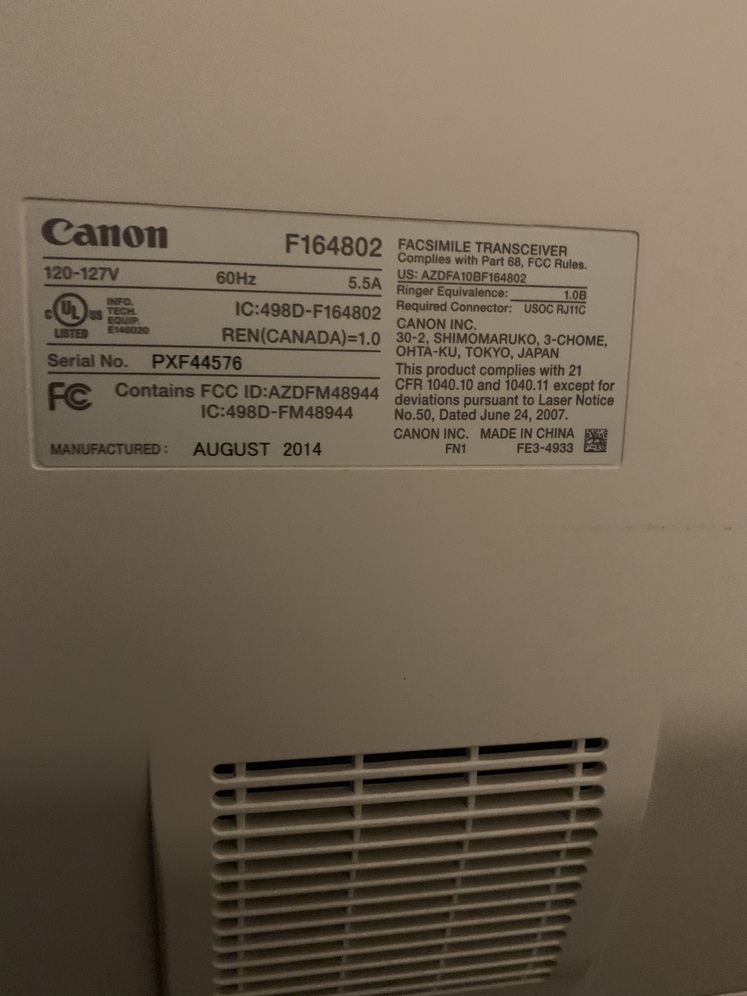 Canon
F164802
120-127V 60Hz 5.5A
C UL US
LISTED
INFO.
TECH.
EQUIP.
E146020
IC:498D-F164802
REN(CANADA)=1.0
Serial No. PXF44576
FC Contains FCC ID:AZDFM48944
IC:498D-FM48944
MANUFACTURED: AUGUST 2014
FACSIMILE TRANSCEIVER
Complies with Part 68, FCC Rules.
US: AZDFA10BF164802
Ringer Equivalence: 1.0B
Required Connector: USOC RJ11C
CANON INC.
30-2, SHIMOMARUKO, 3-CHOME,
OHTA-KU, TOKYO, JAPAN
This product complies with 21
CFR 1040.10 and 1040.11 except for
deviations pursuant to Laser Notice
No.50, Dated June 24, 2007.
CANON INC. MADE IN CHINA
FN1 FE3-4933